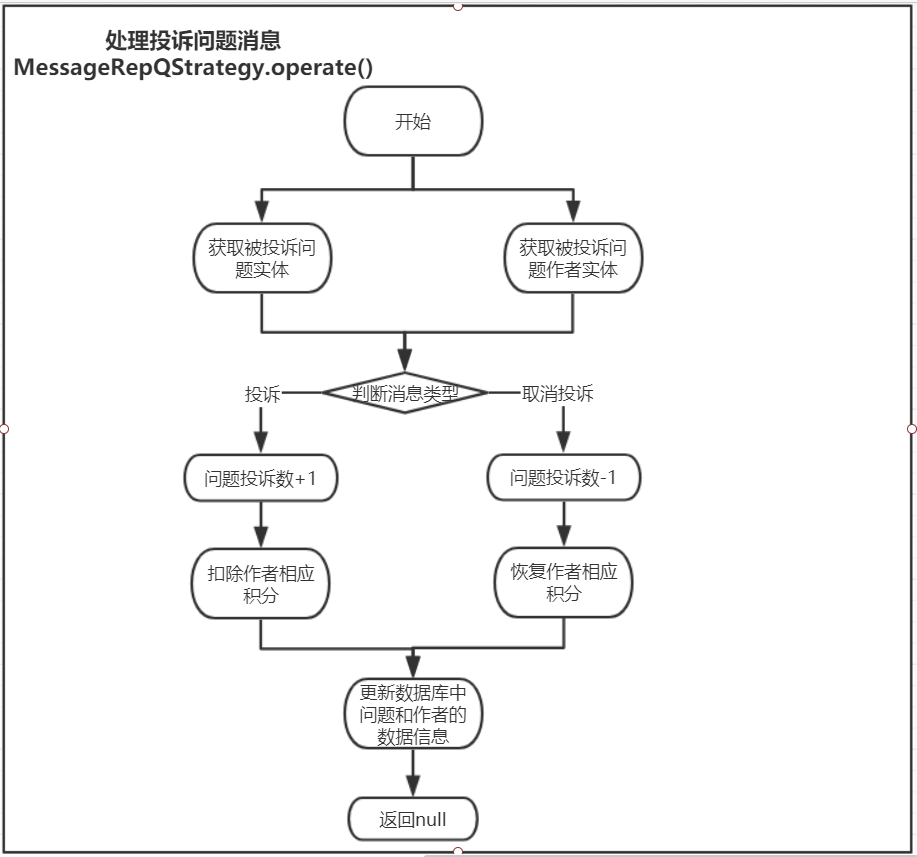 处理投诉问题消息
MessageRepQStrategy.operate()
开始
获取被投诉问
题实体
获取被投诉问
题作者实体
投诉
判断消息类型
取消投诉
问题投诉数+1
问题投诉数-1
扣除作者相应
积分
恢复作者相应
积分
更新数据库中
问题和作者的
数据信息
返回null